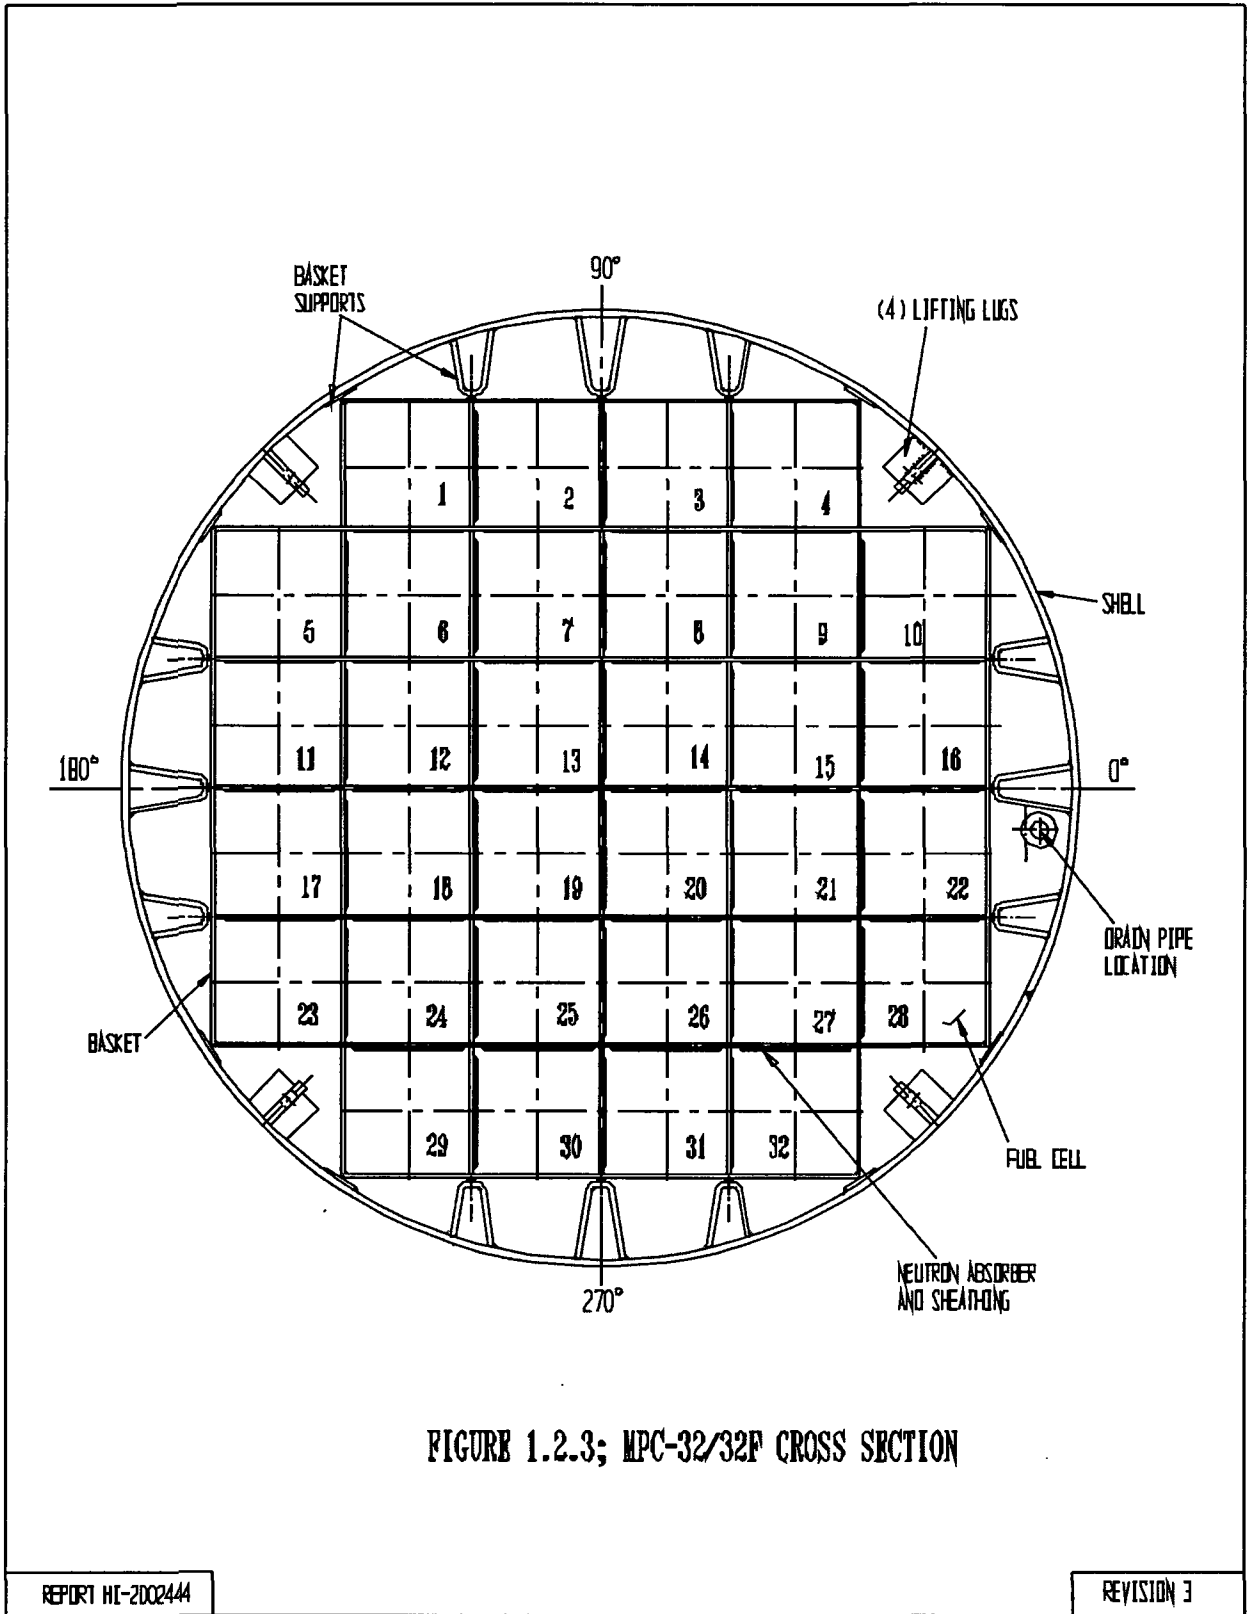 90°
BASKET
SUPPORTS
(4) LIFTING LUGS
1 2 3 4
SHELL
5 6 7 8 9 10
11 12 13 14 15 16
180°
0°
17 18 19 20 21 22
DRAIN PIPE
LOCATION
23 24 25 26 27 28
BASKET
29 30 31 32
FUEL CELL
NEUTRON ABSORBER
AND SHEATHING
270°
FIGURE 1.2.3; MPC-32/32F CROSS SECTION
REPORT HI-2002444
REVISION 3